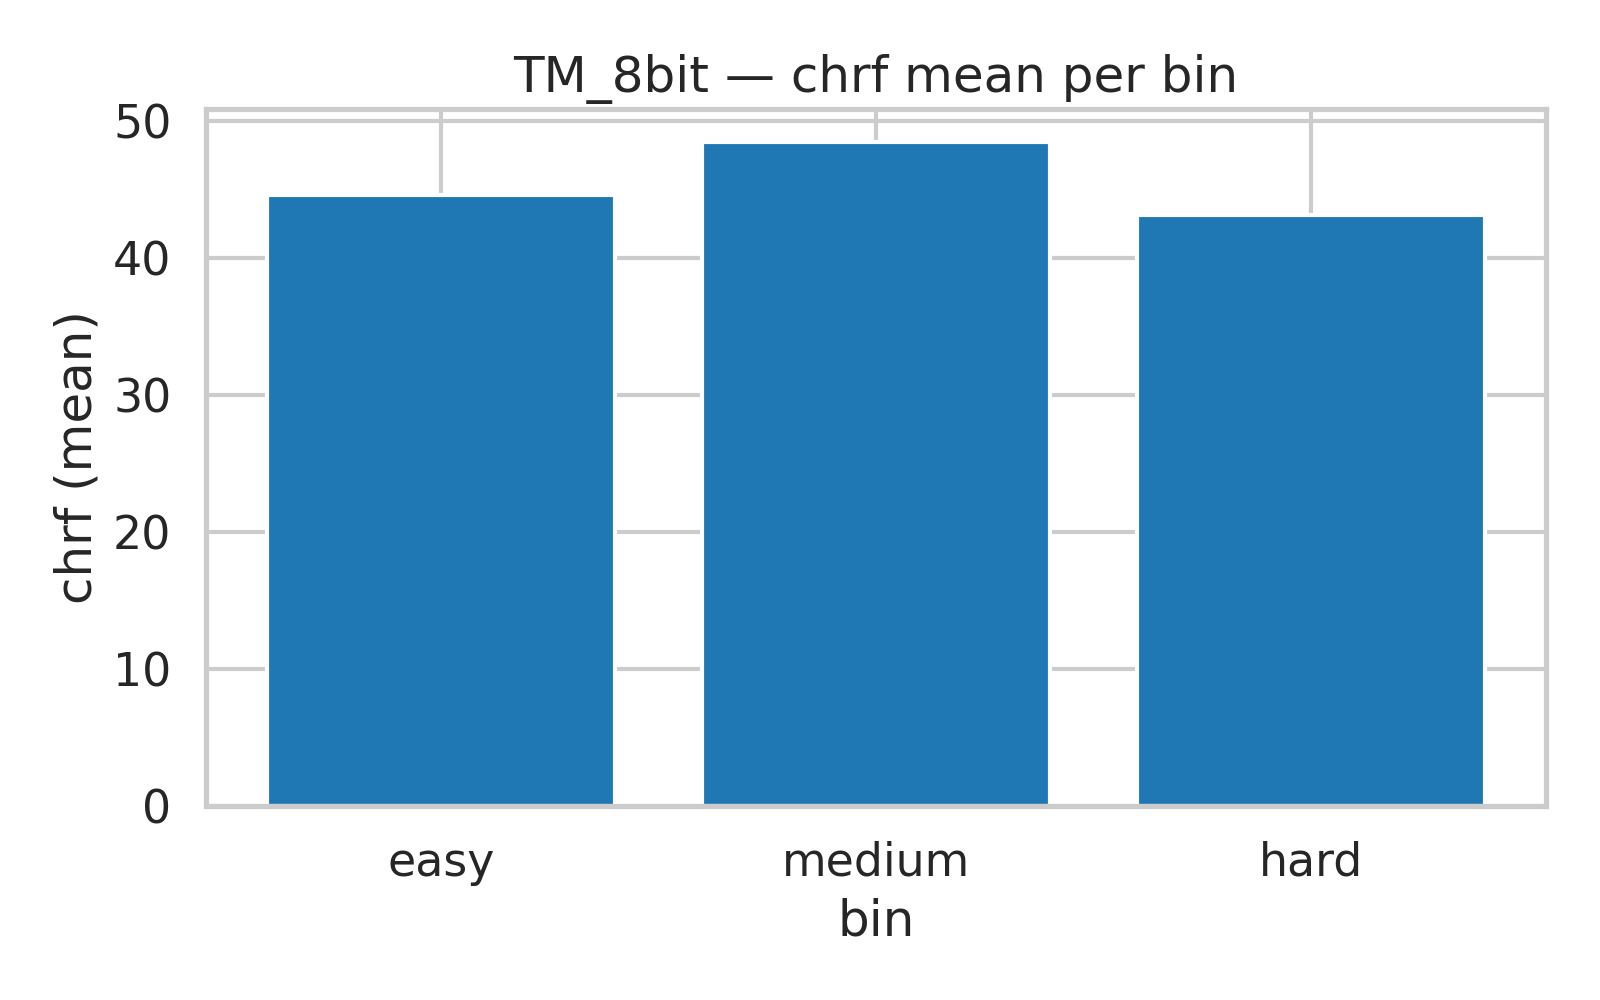 TM_8bit — chrf mean per bin
chrf (mean)
50
40
30
20
10
0
easy medium hard
bin